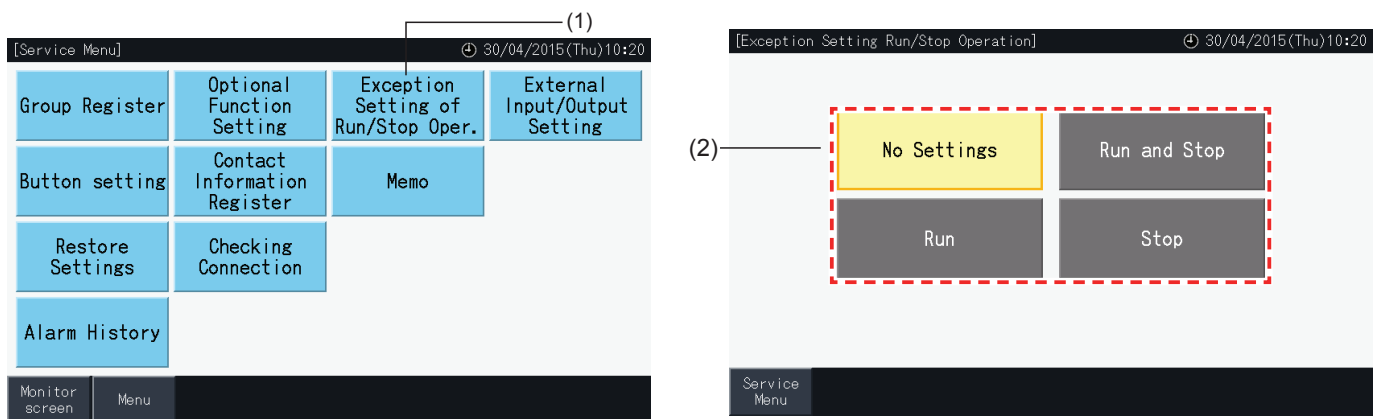 (1)
[Service Menu] 30/04/2015(Thu)10:20
Group Register
Optional
Function
Setting
Exception
Setting of
Run/Stop Oper.
External
Input/Output
Setting
Button setting
Contact
Information
Register
Memo
Restore
Settings
Checking
Connection
Alarm History
Monitor
screen
Menu
[Exception Setting Run/Stop Operation] 30/04/2015(Thu)10:20
(2)
No Settings
Run and Stop
Run
Stop
Service
Menu